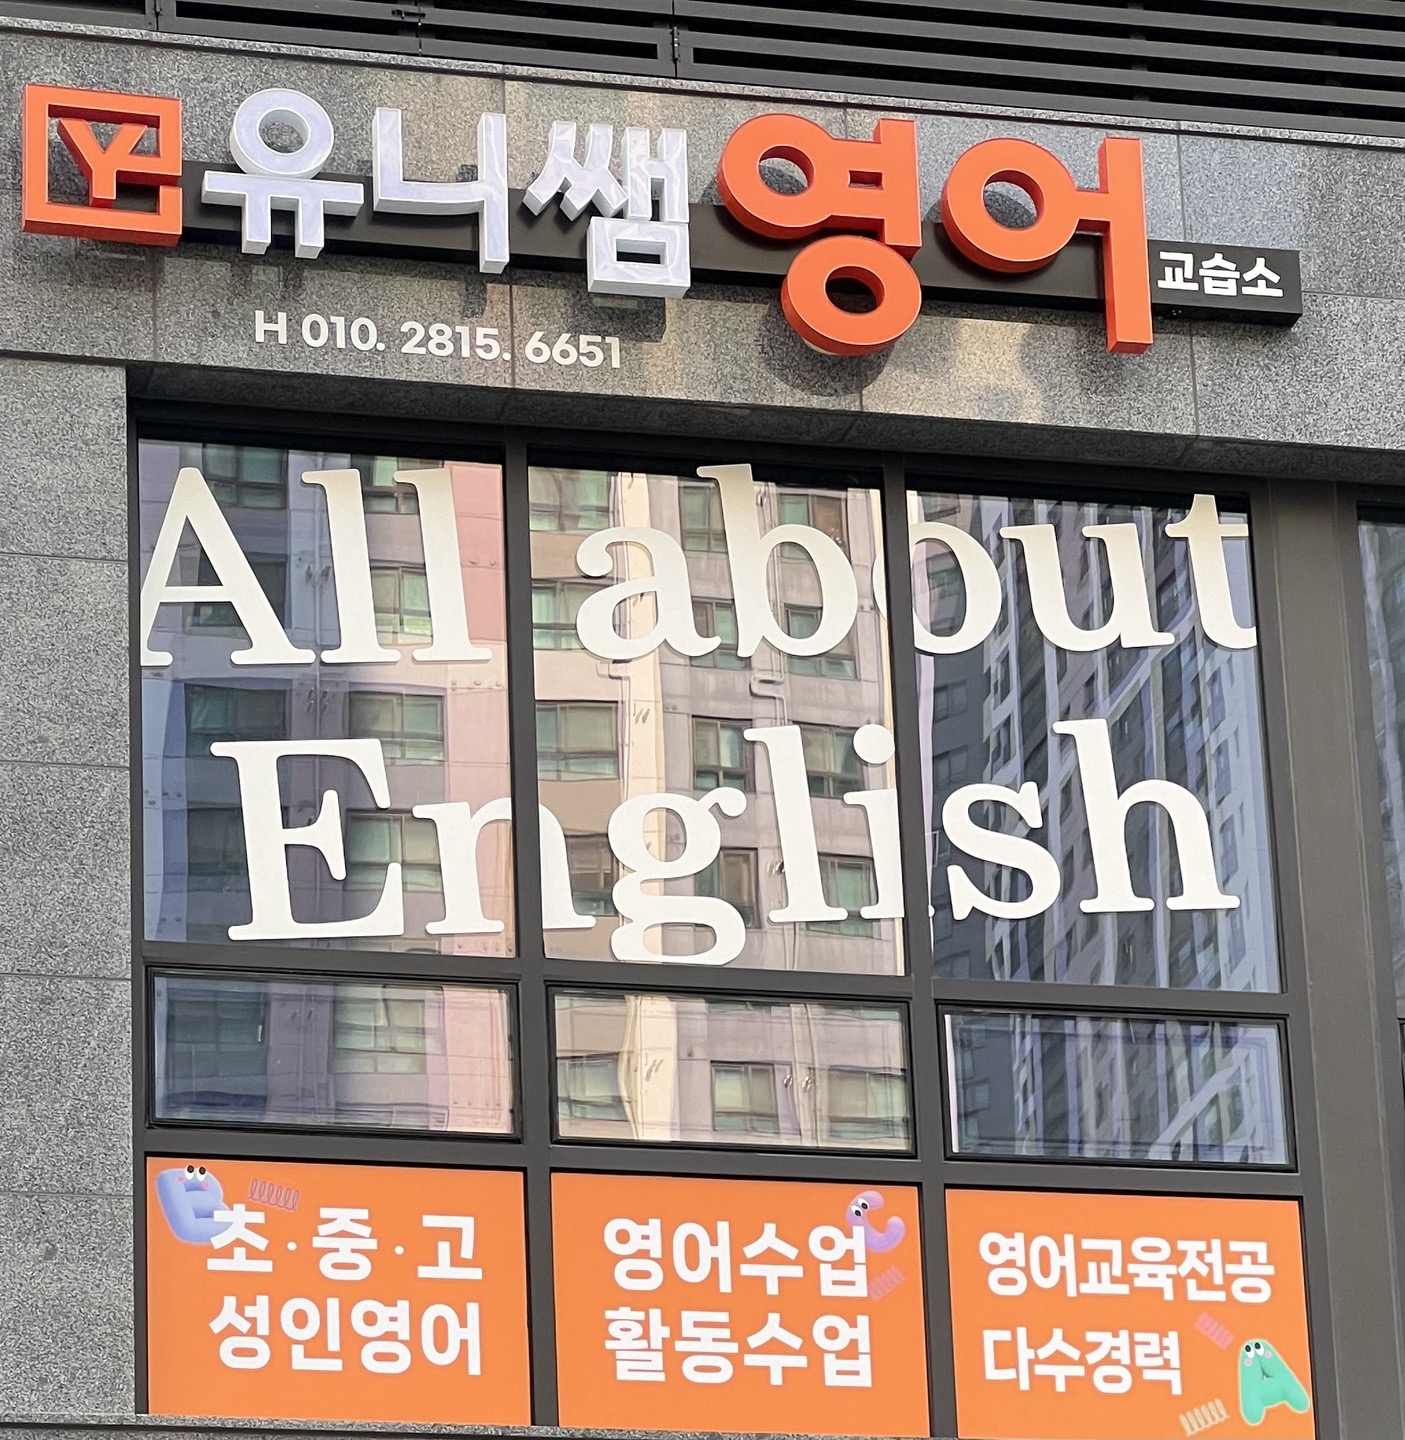 Y 유니쌤 영어 교습소
H 010. 2815. 6651
All about
English
초·중·고
성인영어
영어수업
활동수업
영어교육전공
다수경력
B
C
A